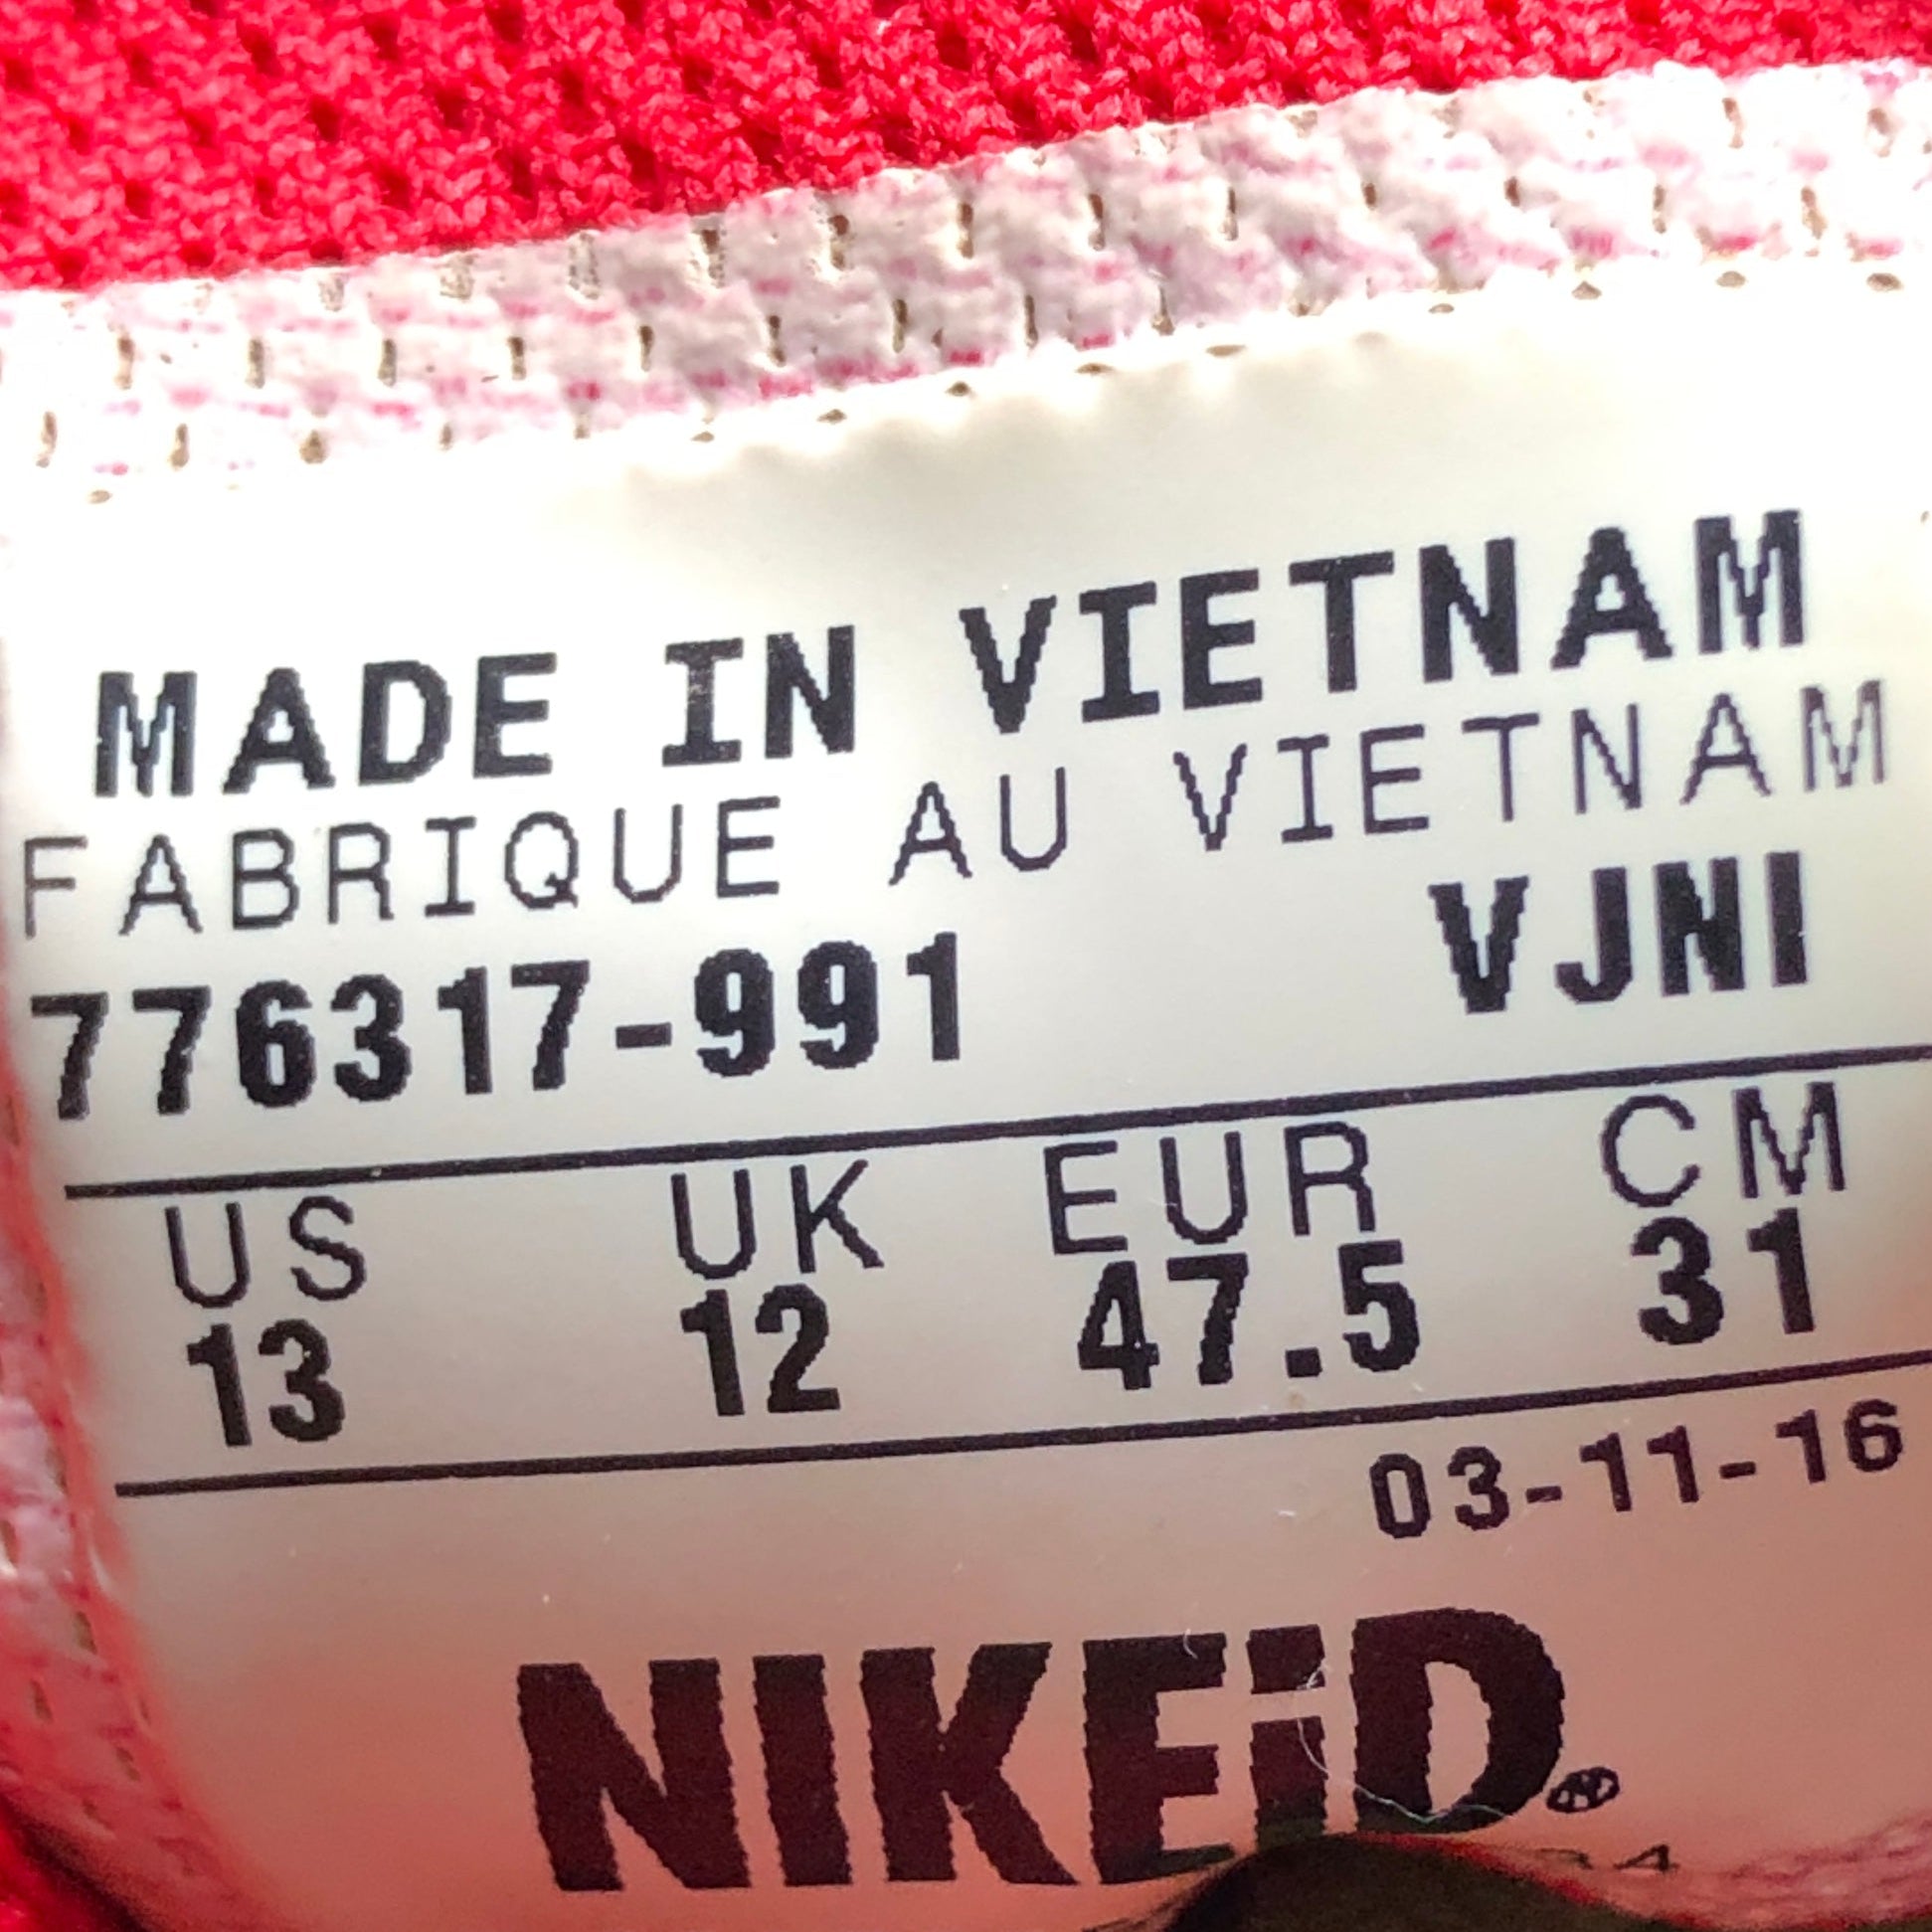 MADE IN VIETNAM
FABRIQUE AU VIETNAM
776317-991 VJNI
US UK EUR CM
13 12 47.5 31
03-11-16
NIKEiD®